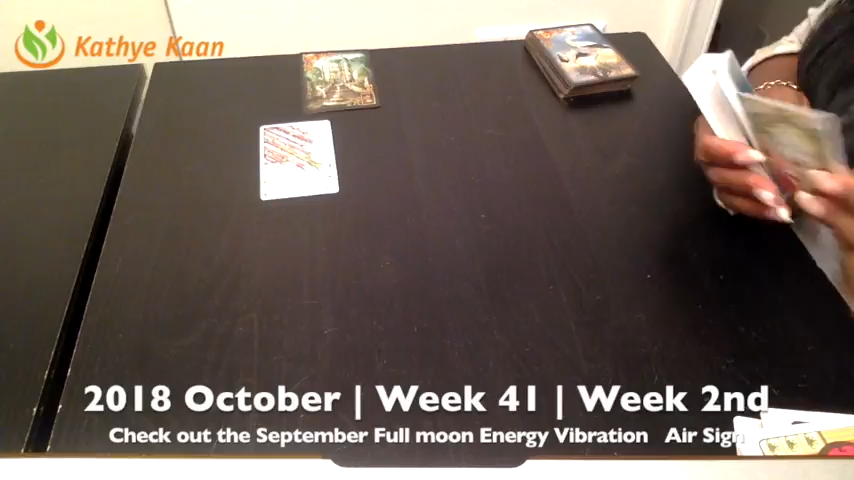 Kathye Kaan
2018 October | Week 41 | Week 2nd
Check out the September Full moon Energy Vibration Air Sign